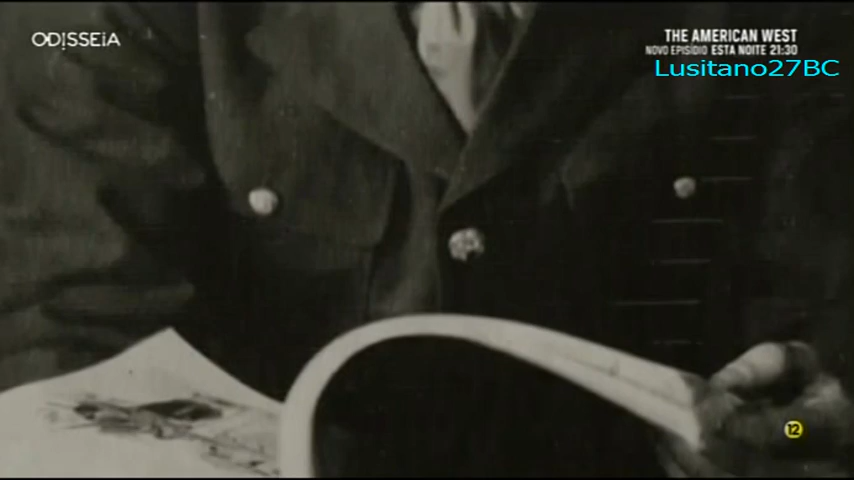 ODISSEiA
THE AMERICAN WEST
NOVO EPISÓDIO ESTA NOITE 21:30
Lusitano27BC
12